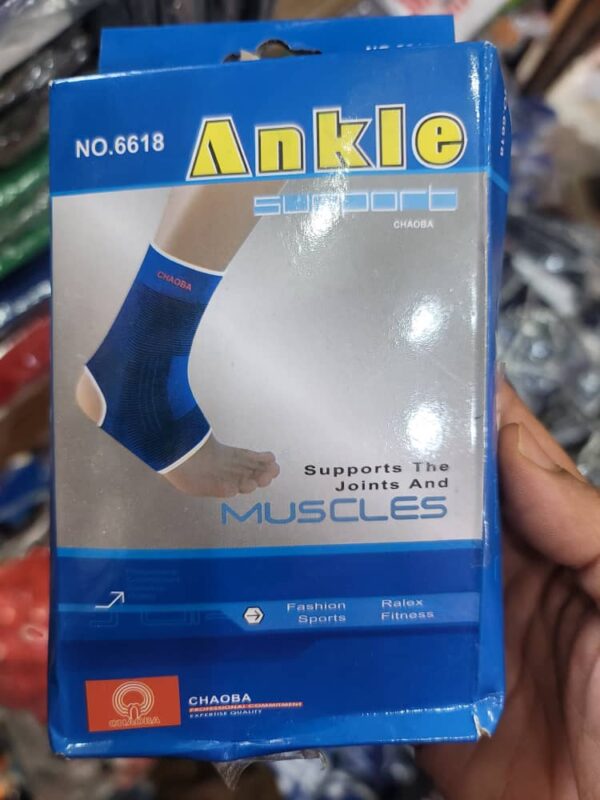 NO.6618
Ankle
support
CHAOBA
CHAOBA
Supports The
Joints And
MUSCLES
Fashion Ralex
Sports Fitness
CHAOBA
CHAOBA
PROFESSIONAL COMMITMENT
EXPERTISE QUALITY